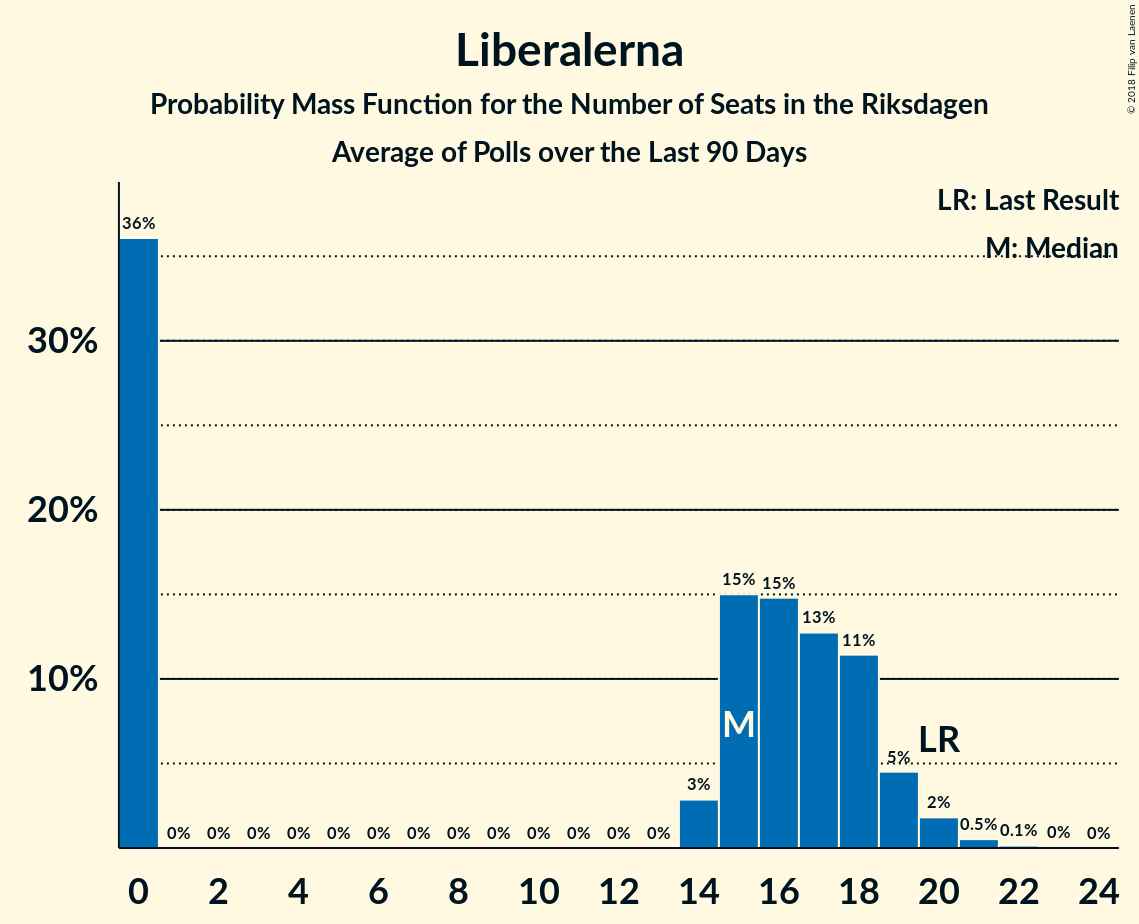 Liberalerna
Probability Mass Function for the Number of Seats in the Riksdagen
Average of Polls over the Last 90 Days
© 2018 Filip van Laenen
LR: Last Result
M: Median
36%
30%
20%
15% 15%
13%
11%
10%
M
LR
5%
3%
2%
0% 0% 0% 0% 0% 0% 0% 0% 0% 0% 0% 0% 0% 0.5% 0.1% 0% 0%
0 2 4 6 8 10 12 14 16 18 20 22 24